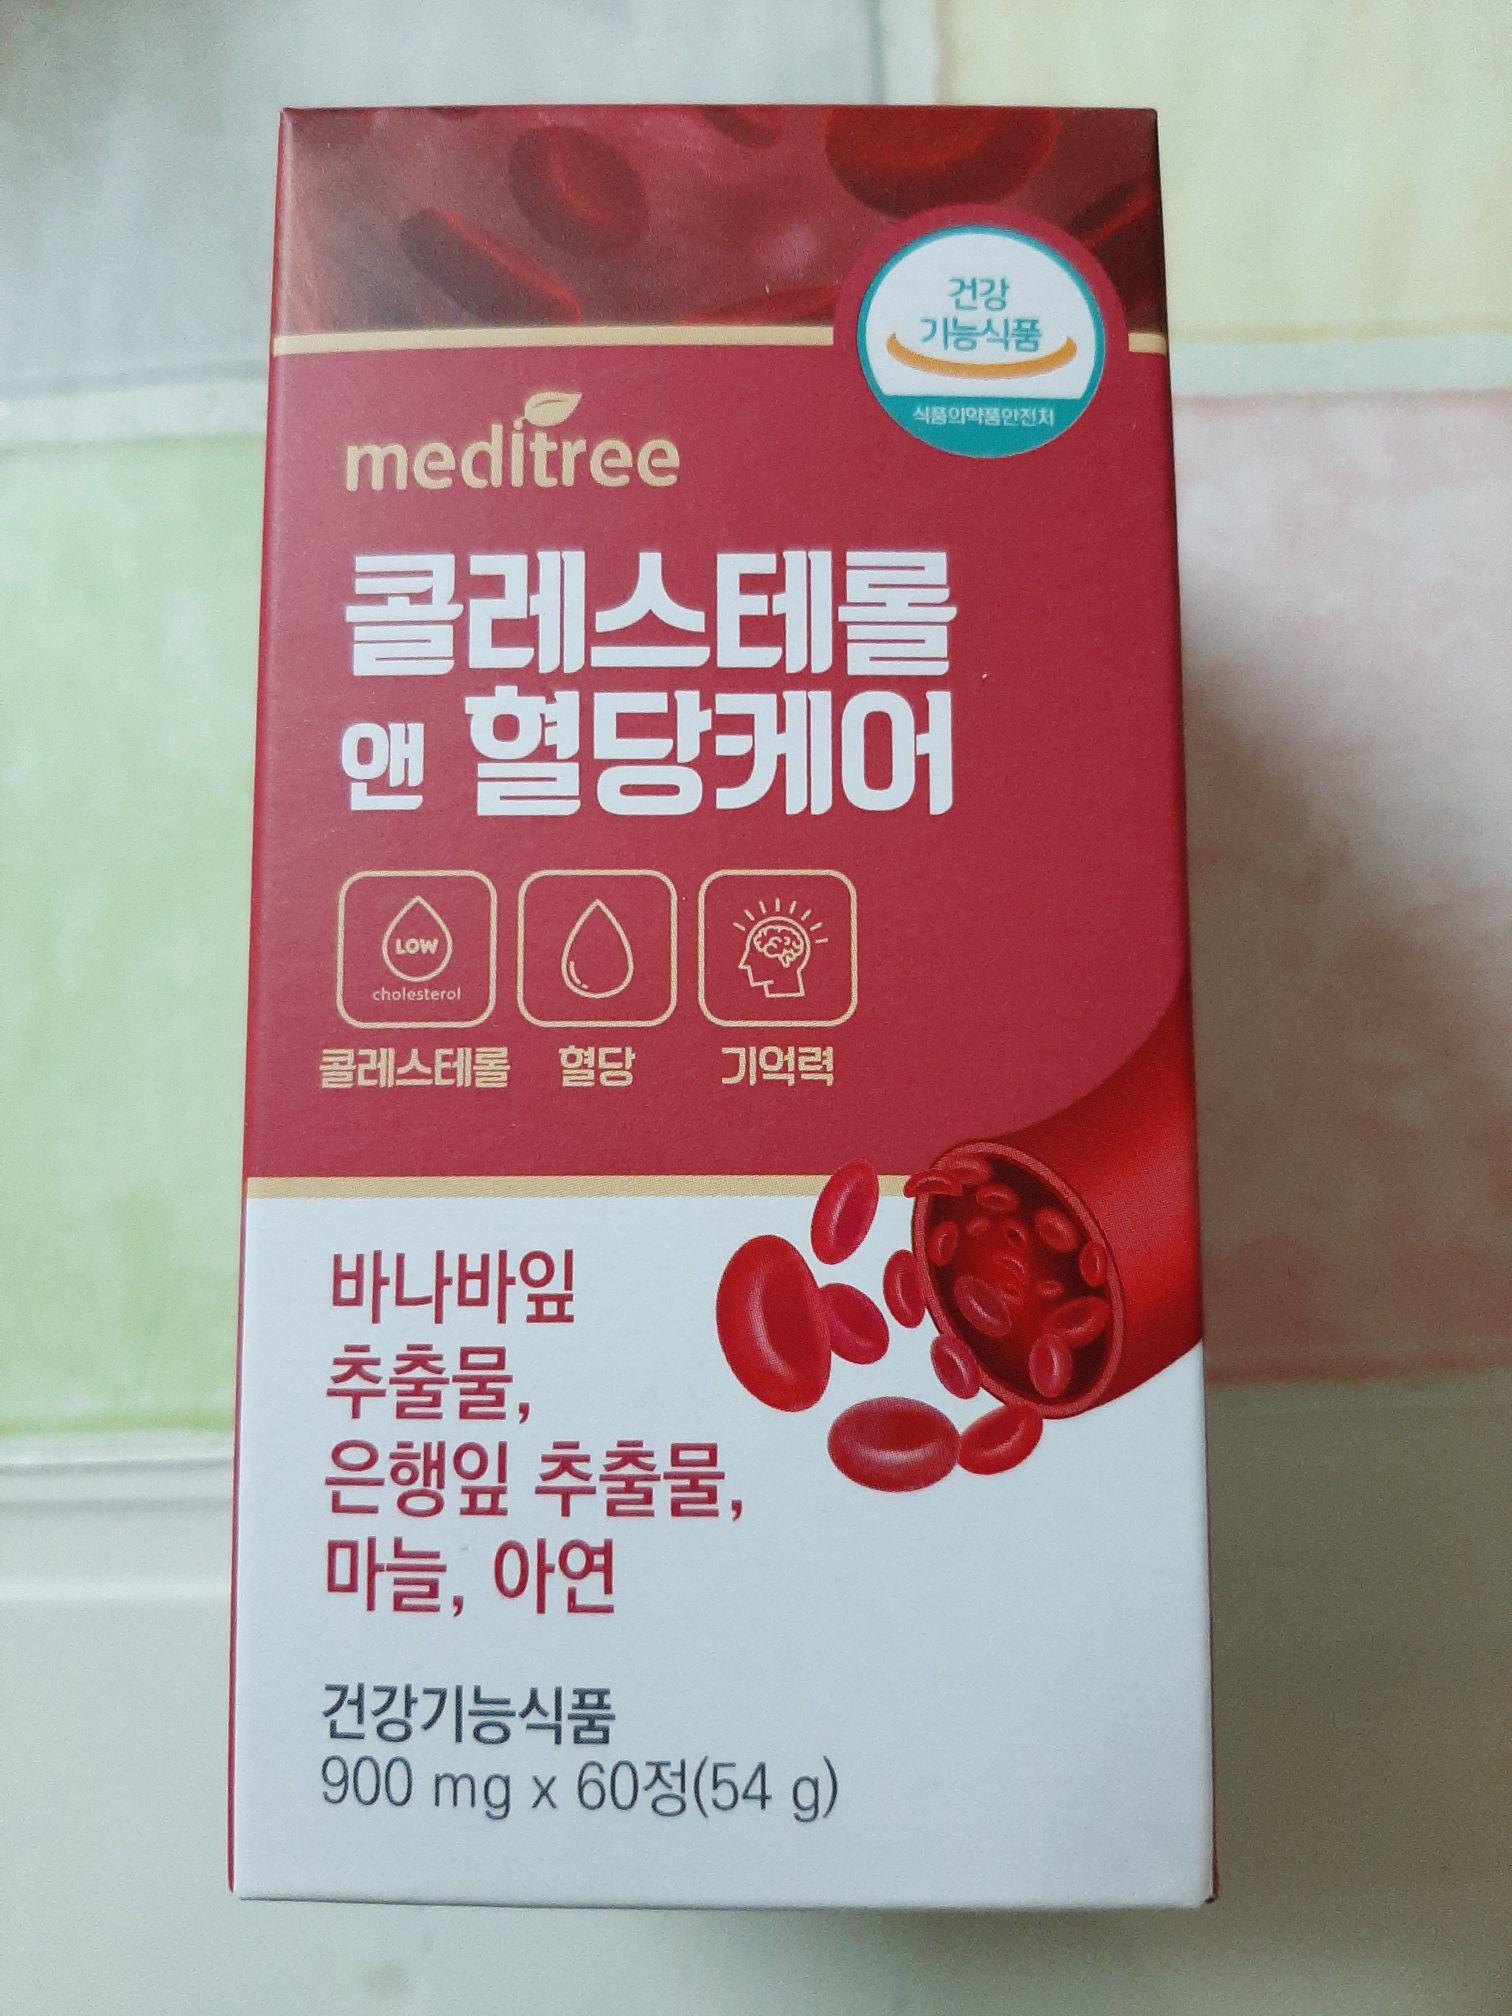 건강
기능식품
식품의약품안전처
meditree
콜레스테롤
앤 혈당케어
LOW
cholesterol
콜레스테롤 혈당 기억력
바나바잎
추출물,
은행잎 추출물,
마늘, 아연
건강기능식품
900 mg x 60정(54 g)